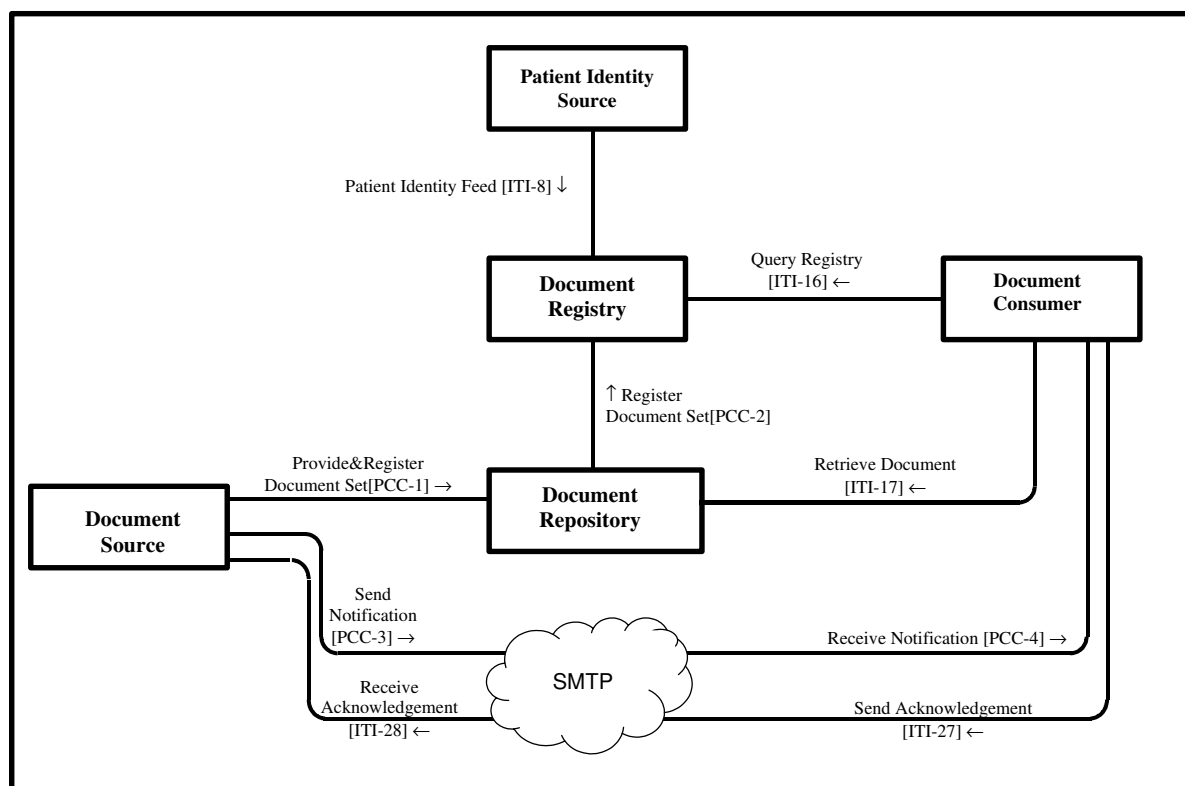 Patient Identity
Source
Patient Identity Feed [ITI-8] ↓
Document
Registry
Query Registry
[ITI-16] ←
Document
Consumer
↑ Register
Document Set[PCC-2]
Provide&Register
Document Set[PCC-1] →
Document
Source
Document
Repository
Retrieve Document
[ITI-17] ←
Send
Notification
[PCC-3] →
SMTP
Receive Notification [PCC-4] →
Receive
Acknowledgement
[ITI-28] ←
Send Acknowledgement
[ITI-27] ←